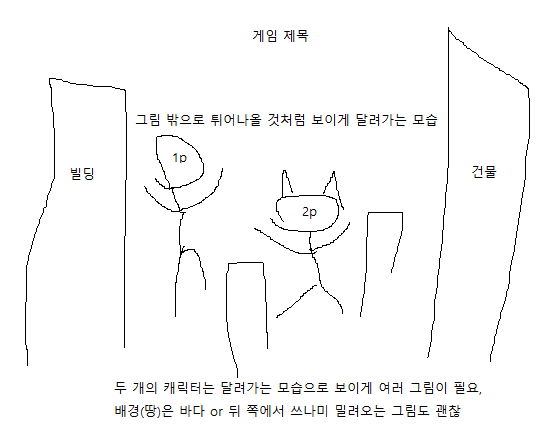 게임 제목
그림 밖으로 튀어나올 것처럼 보이게 달려가는 모습
1p
빌딩
건물
2p
두 개의 캐릭터는 달려가는 모습으로 보이게 여러 그림이 필요,
배경(땅)은 바다 or 뒤 쪽에서 쓰나미 밀려오는 그림도 괜찮